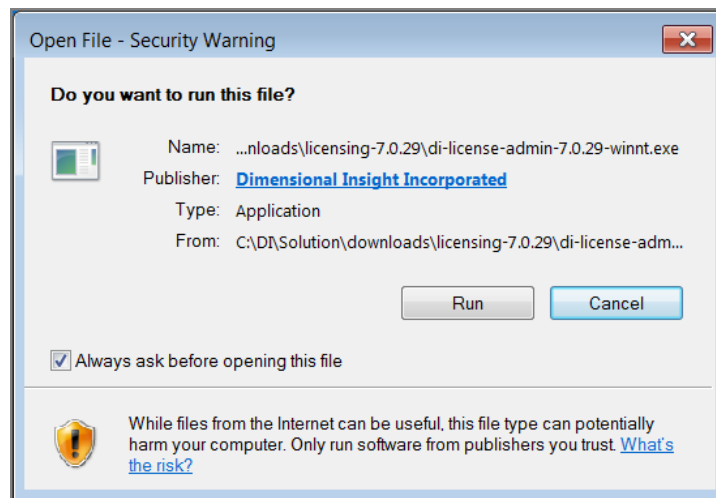 Open File - Security Warning
Do you want to run this file?
Name: ...nloads\licensing-7.0.29\di-license-admin-7.0.29-winnt.exe
Publisher: Dimensional Insight Incorporated
Type: Application
From: C:\DI\Solution\downloads\licensing-7.0.29\di-license-adm...
Run Cancel
Always ask before opening this file
While files from the Internet can be useful, this file type can potentially
harm your computer. Only run software from publishers you trust. What's
the risk?